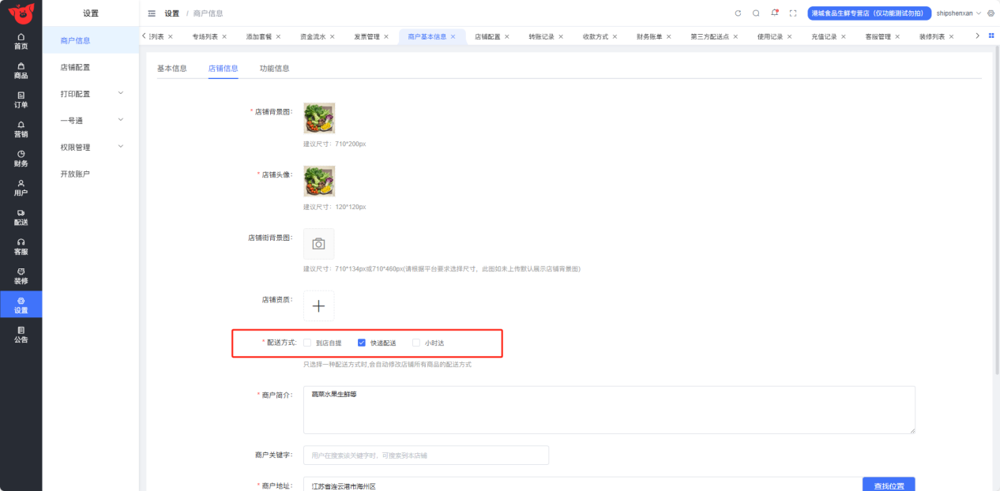 设置
设置 / 商户信息
港城食品生鲜专营店（仅功能测试勿拍）
shipshenxan
首页
商品
订单
营销
财务
用户
配送
客服
装修
设置
公告
商户信息
店铺配置
打印配置
一号通
权限管理
开放账户
列表 ×
专场列表 ×
添加套餐 ×
资金流水 ×
发票管理 ×
商户基本信息 ×
店铺配置 ×
转账记录 ×
收款方式 ×
财务账单 ×
第三方配送点 ×
使用记录 ×
充值记录 ×
客服管理 ×
装修列表 ×
基本信息 店铺信息 功能信息
* 店铺背景图:
建议尺寸：710*200px
* 店铺头像:
建议尺寸：120*120px
店铺街背景图:
建议尺寸：710*134px或710*460px(请根据平台要求选择尺寸，此图如未上传默认展示店铺背景图)
店铺资质:
* 配送方式: 到店自提 快递配送 小时达
只选择一种配送方式时,会自动修改店铺所有商品的配送方式
* 商户简介: 蔬菜水果生鲜等
商户关键字: 用户在搜索该关键字时，可搜索到本店铺
* 商户地址: 江苏省连云港市海州区 查找位置